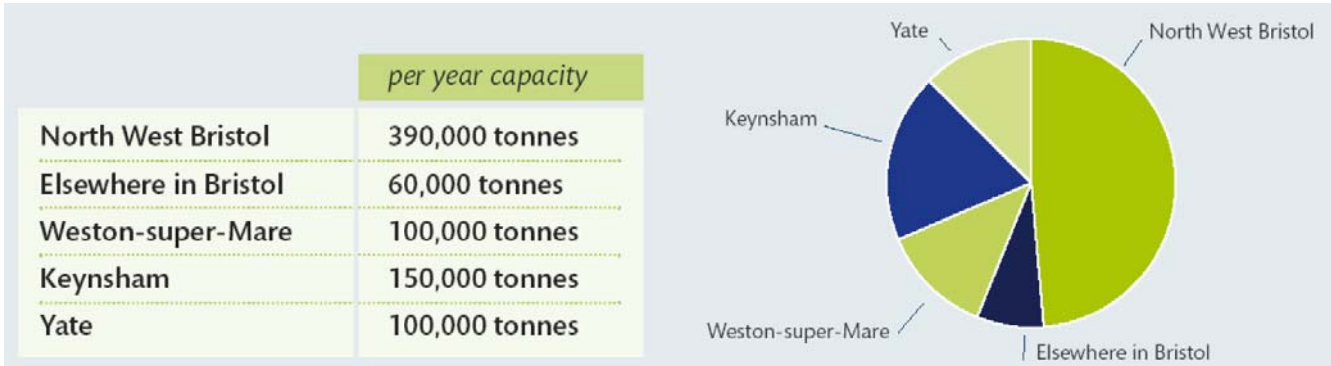 per year capacity
North West Bristol 390,000 tonnes
Elsewhere in Bristol 60,000 tonnes
Weston-super-Mare 100,000 tonnes
Keynsham 150,000 tonnes
Yate 100,000 tonnes
Yate
North West Bristol
Keynsham
Weston-super-Mare
Elsewhere in Bristol